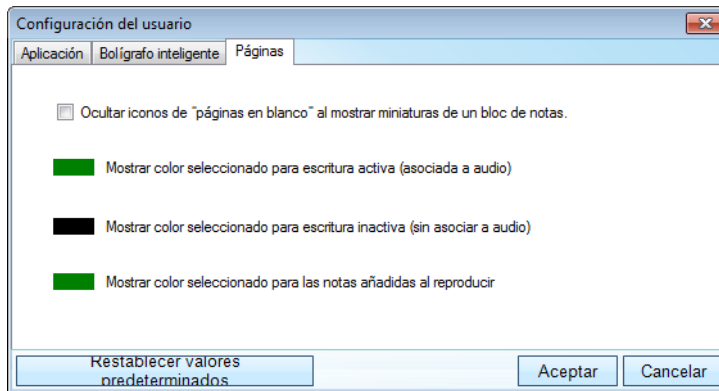 Configuración del usuario
Aplicación Bolígrafo inteligente Páginas
Ocultar iconos de "páginas en blanco" al mostrar miniaturas de un bloc de notas.
Mostrar color seleccionado para escritura activa (asociada a audio)
Mostrar color seleccionado para escritura inactiva (sin asociar a audio)
Mostrar color seleccionado para las notas añadidas al reproducir
Restablecer valores
predeterminados
Aceptar Cancelar